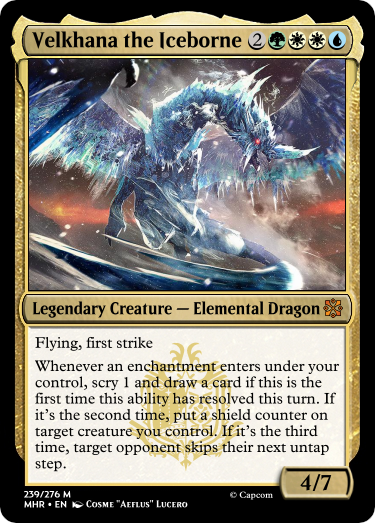 Velkhana the Iceborne 2
Legendary Creature — Elemental Dragon
Flying, first strike
Whenever an enchantment enters under your
control, scry 1 and draw a card if this is the
first time this ability has resolved this turn. If
it's the second time, put a shield counter on
target creature you control. If it's the third
time, target opponent skips their next untap
step.
4/7
239/276 M
MHR • EN Cosme "Aeflus" Lucero
© Capcom